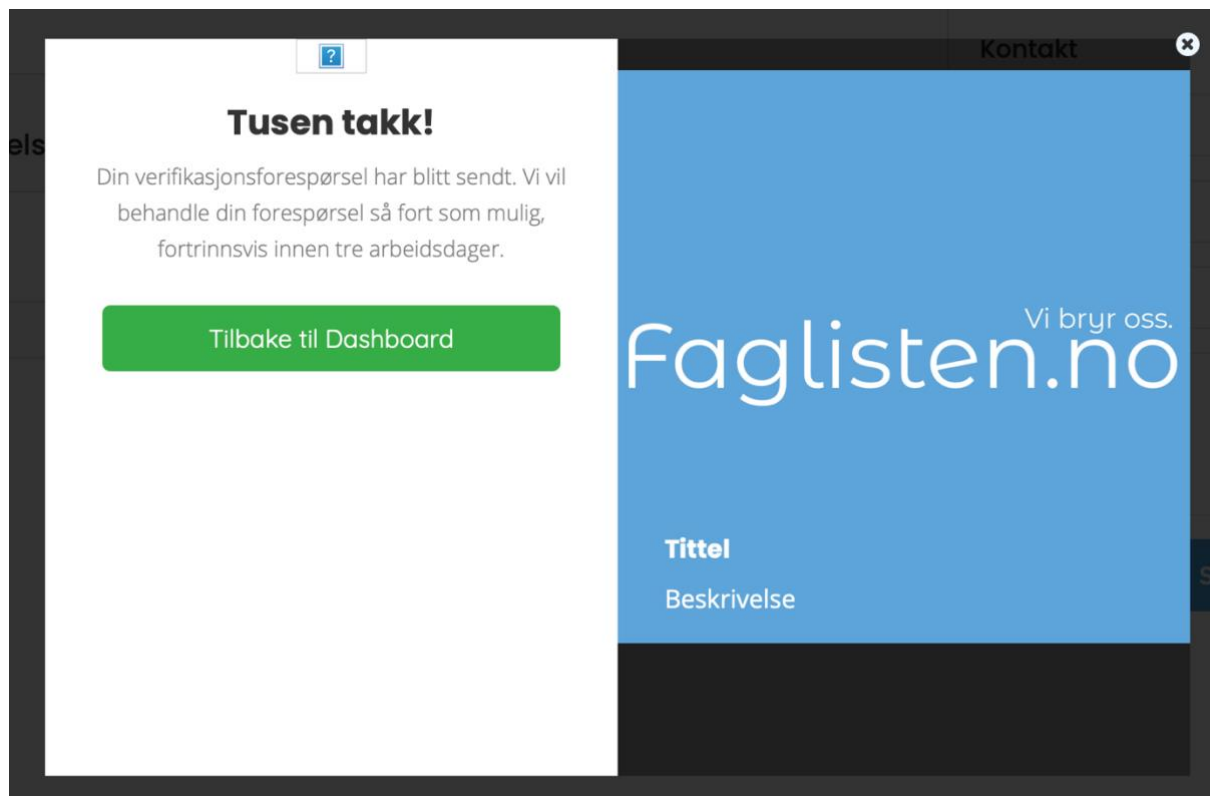 Kontakt
els
Tusen takk!
Din verifikasjonsforespørsel har blitt sendt. Vi vil
behandle din forespørsel så fort som mulig,
fortrinnsvis innen tre arbeidsdager.
Tilbake til Dashboard
Vi bryr oss.
Faglisten.no
Tittel
Beskrivelse
S